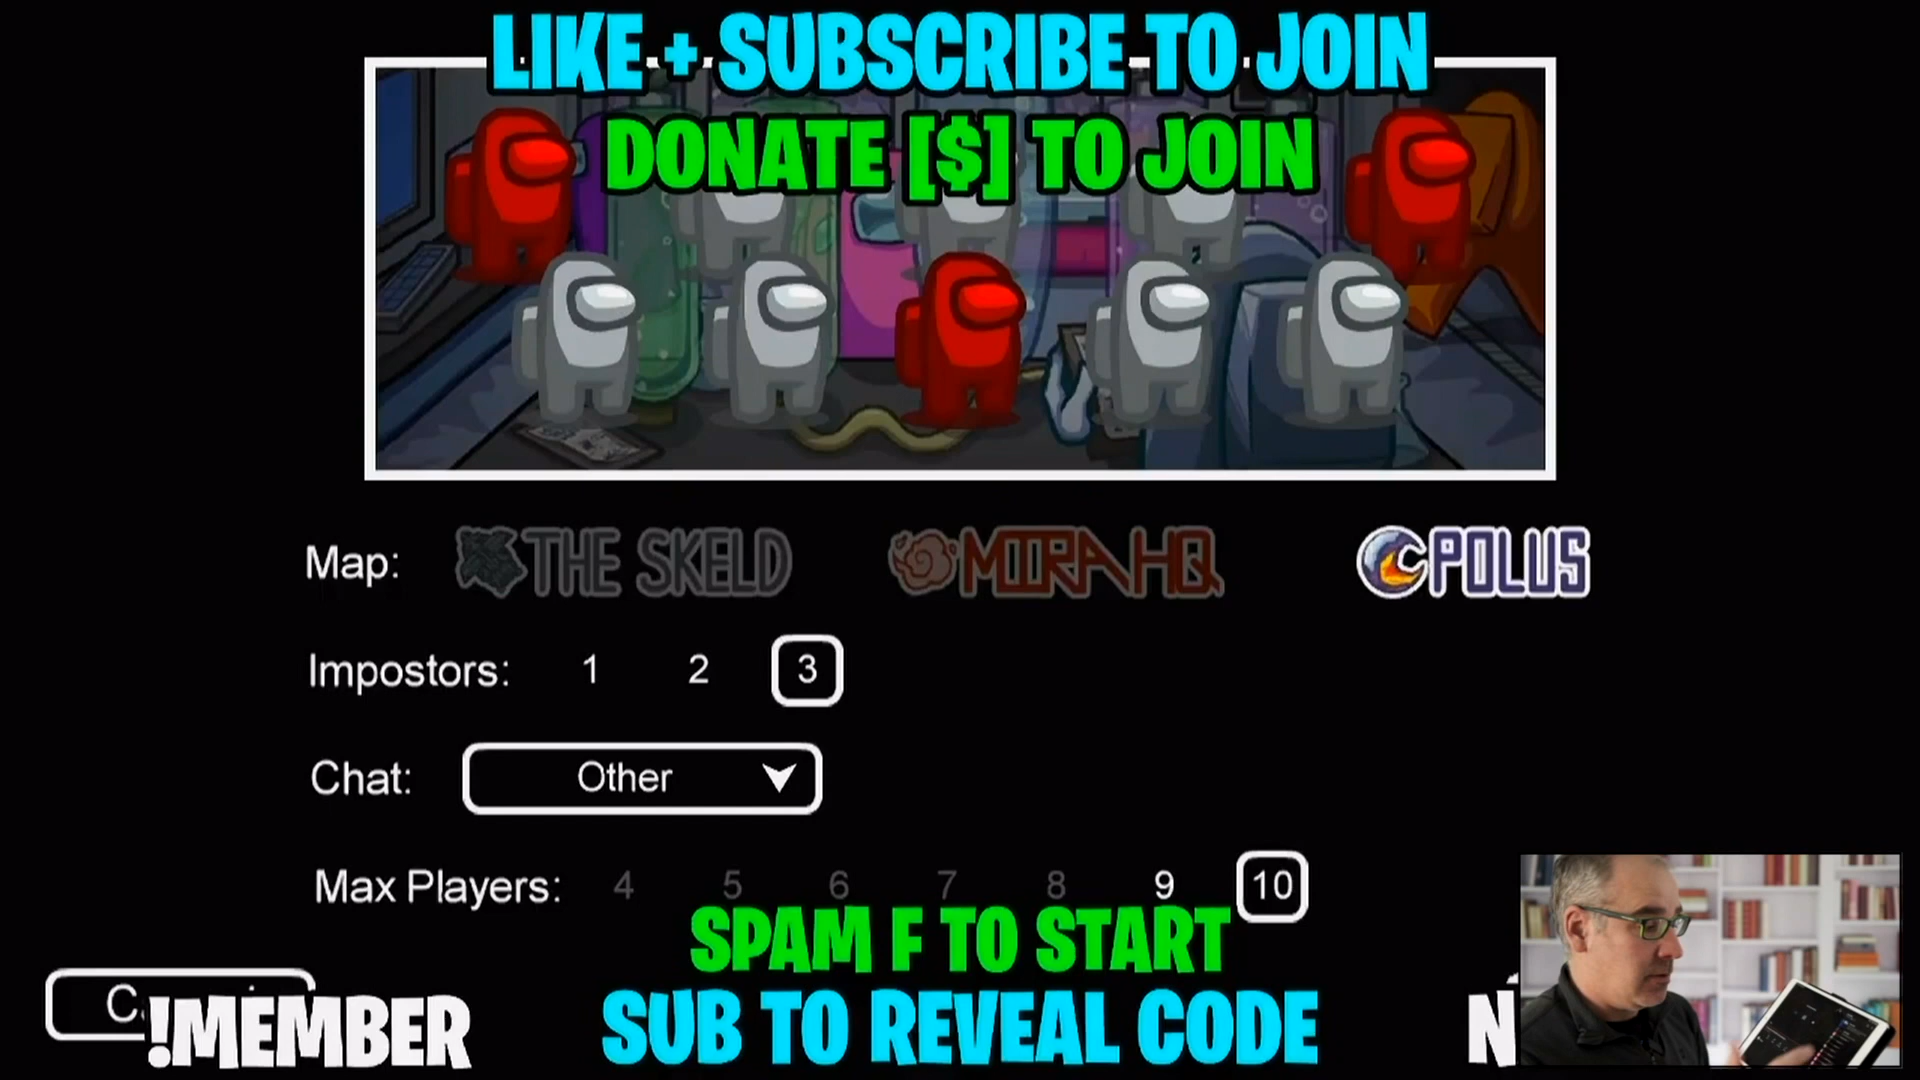 LIKE + SUBSCRIBE TO JOIN
DONATE [$] TO JOIN
Map: THE SKELD MIRA HQ POLUS
Impostors: 1 2 3
Chat: Other
Max Players: 4 5 6 7 8 9 10
SPAM F TO START
!MEMBER SUB TO REVEAL CODE